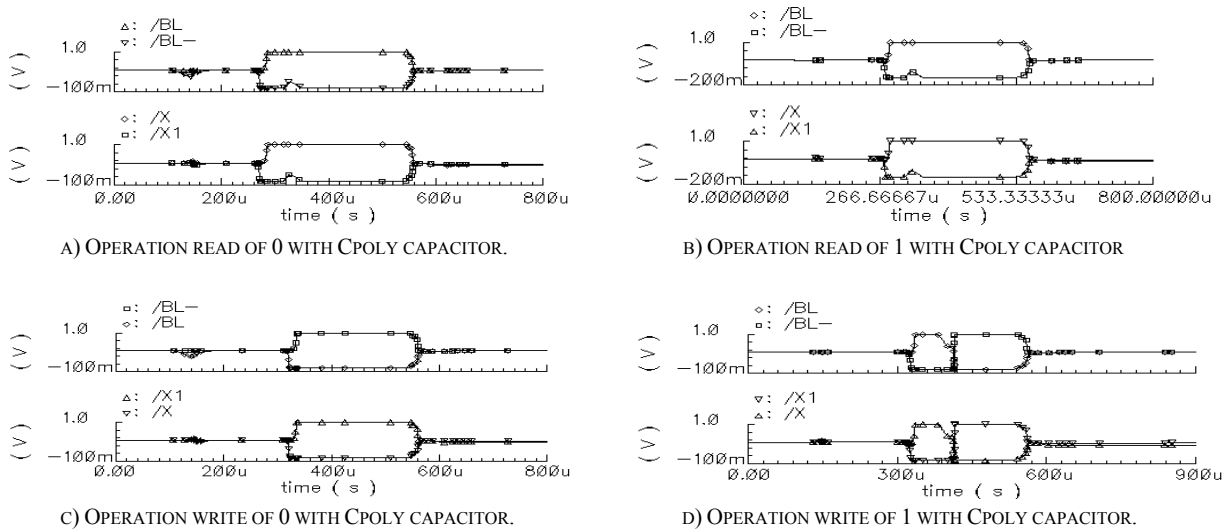 △: /BL
▽: /BL−
1.0
( V )
−100m
◇: /X
□: /X1
1.0
( V )
−100m
0.00 200u 400u 600u 800u
time ( s )
A) OPERATION READ OF 0 WITH CPOLY CAPACITOR.
◇: /BL
□: /BL−
1.0
( V )
−200m
▽: /X
△: /X1
1.0
( V )
−200m
0.0000000 266.66667u 533.33333u 800.00000u
time ( s )
B) OPERATION READ OF 1 WITH CPOLY CAPACITOR
□: /BL−
◇: /BL
1.0
( V )
−100m
△: /X1
▽: /X
1.0
( V )
−100m
0.00 200u 400u 600u 800u
time ( s )
C) OPERATION WRITE OF 0 WITH CPOLY CAPACITOR.
◇: /BL
□: /BL−
1.0
( V )
−100m
▽: /X1
△: /X
1.0
( V )
−100m
0.00 300u 600u 900u
time ( s )
D) OPERATION WRITE OF 1 WITH CPOLY CAPACITOR.